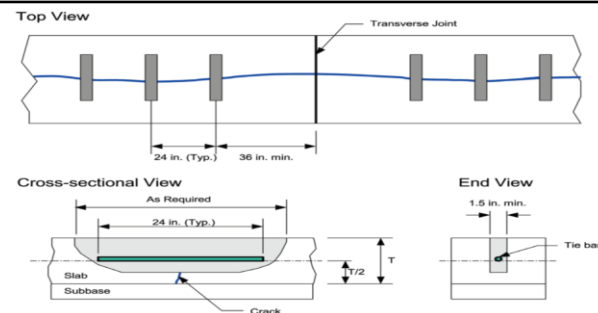 Top View
Transverse Joint
24 in. (Typ.)
36 in. min.
Cross-sectional View
End View
As Required
1.5 in. min.
24 in. (Typ.)
Tie bar
T
T/2
Slab
Subbase
Crack